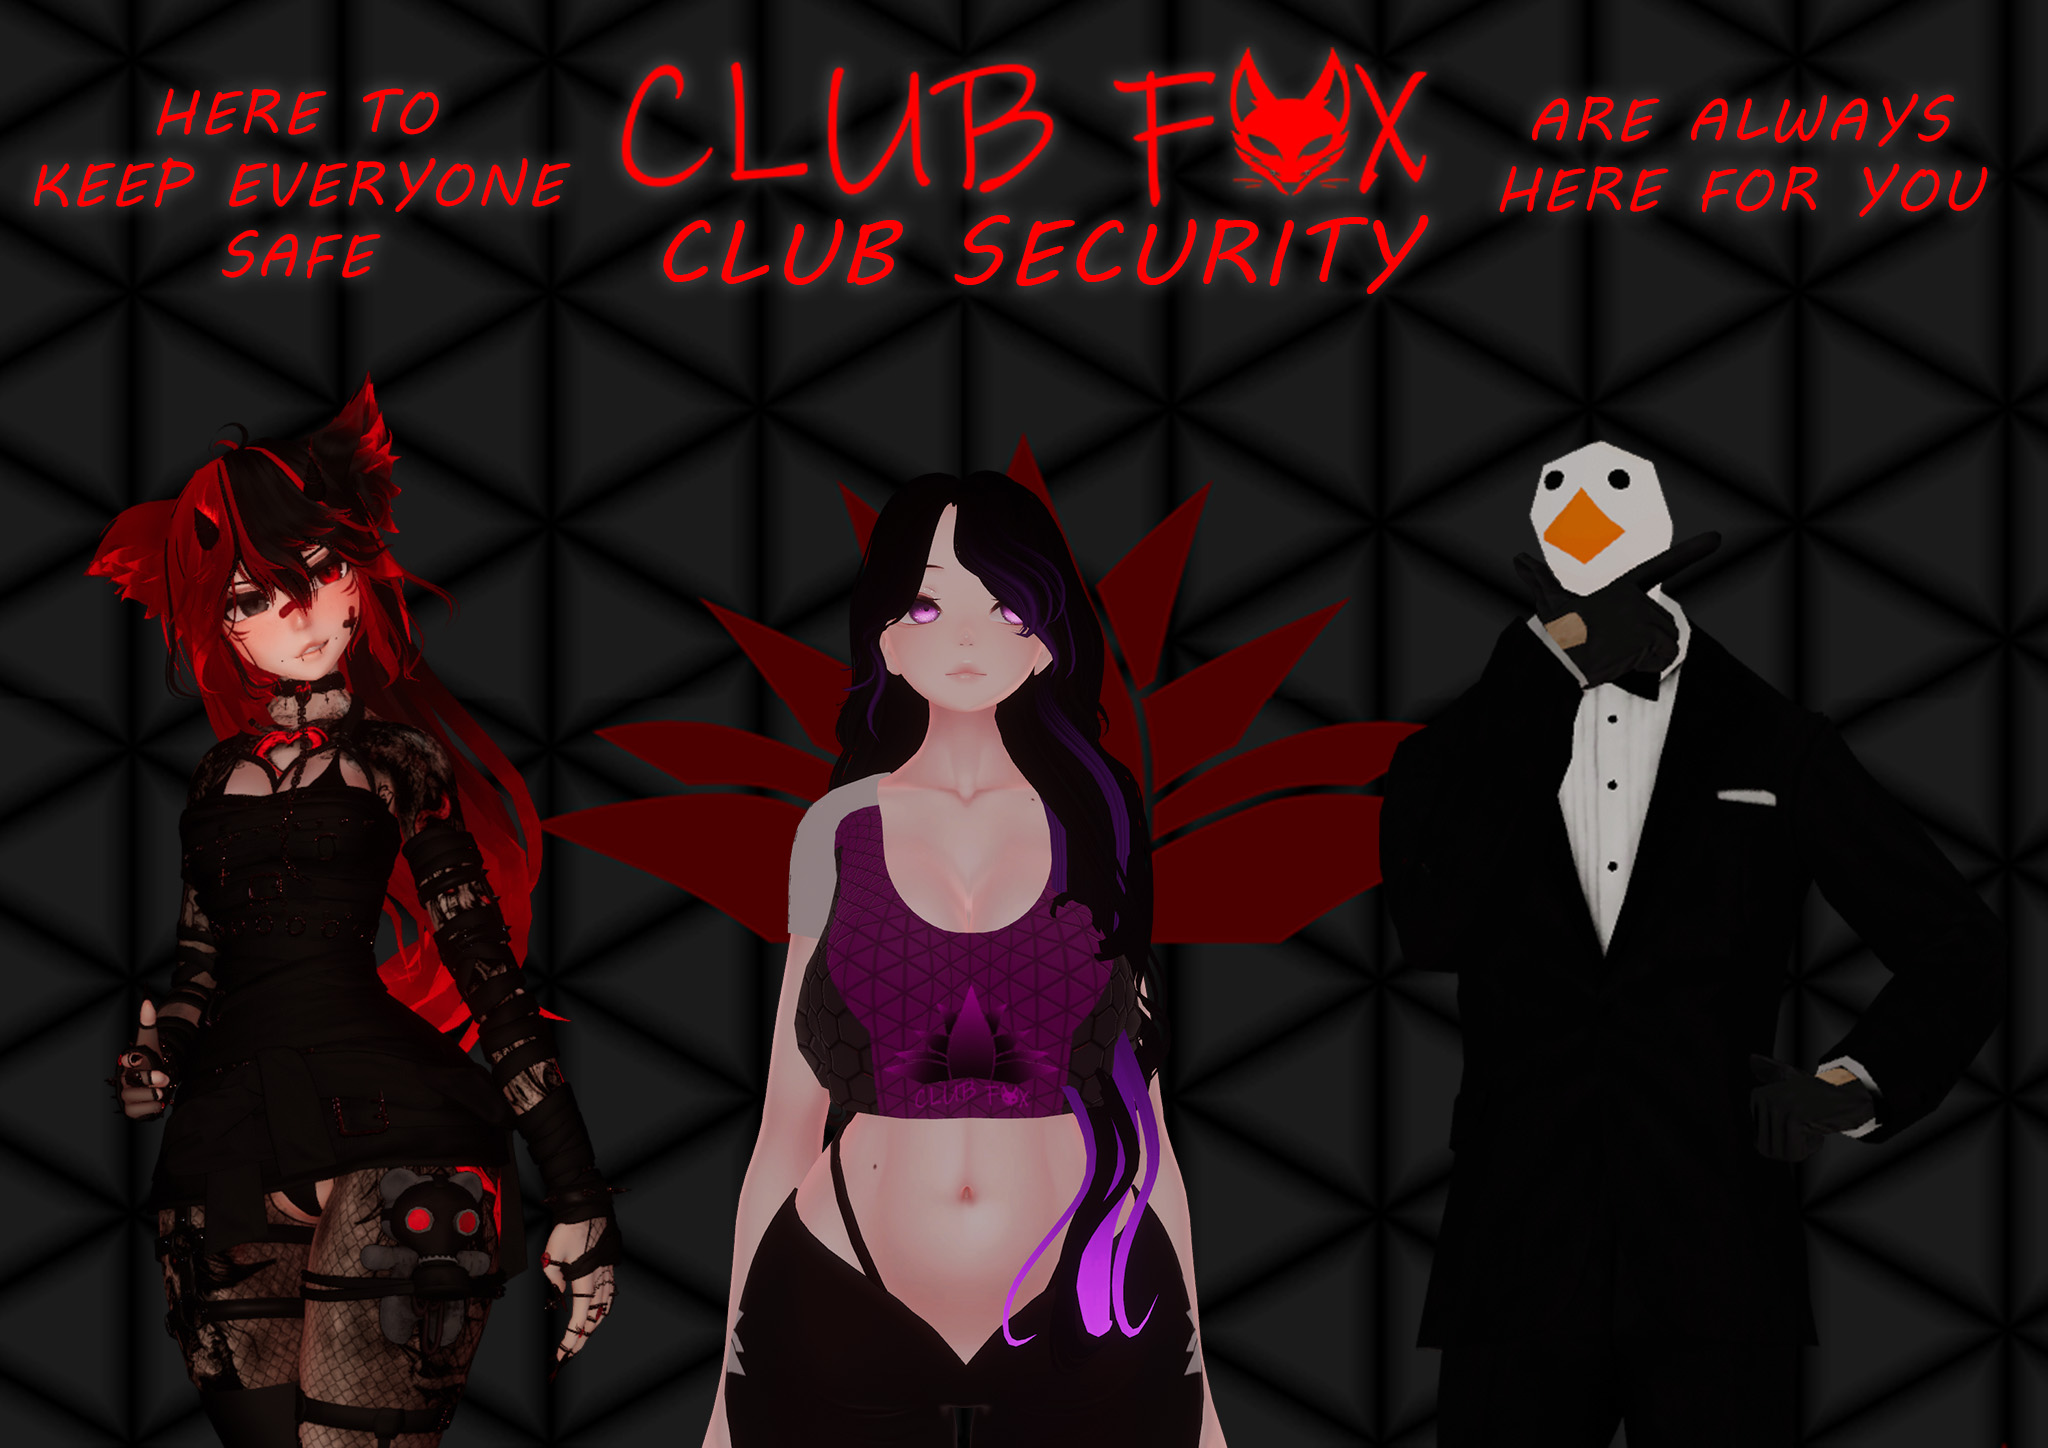 HERE TO
KEEP EVERYONE
SAFE
CLUB FOX
CLUB SECURITY
ARE ALWAYS
HERE FOR YOU
CLUB FOX